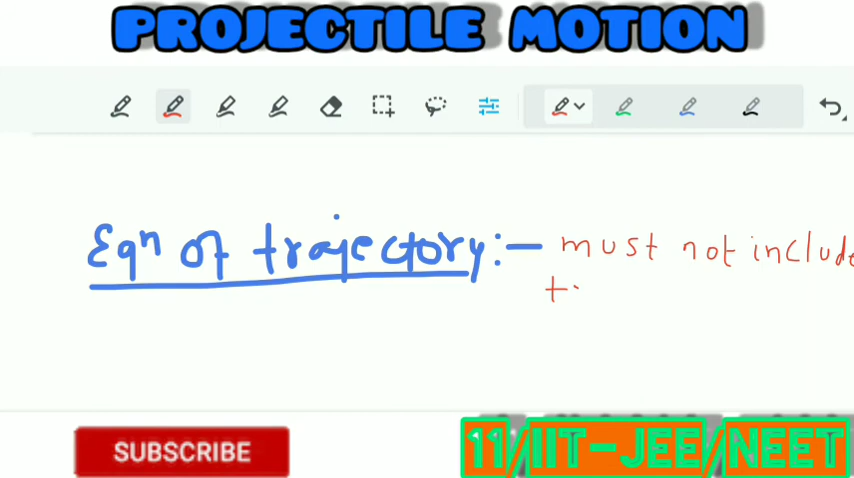 PROJECTILE MOTION
Eqn of trajectory:— must not include
t.
SUBSCRIBE
11/IIT-JEE/NEET